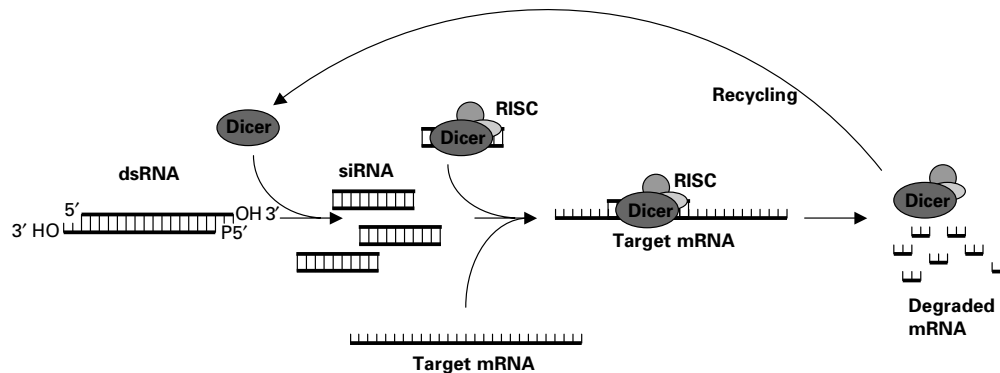 Recycling
RISC
Dicer
Dicer
dsRNA
siRNA
RISC
Dicer
Dicer
5′
OH 3′
3′ HO
P5′
Target mRNA
Degraded
mRNA
Target mRNA